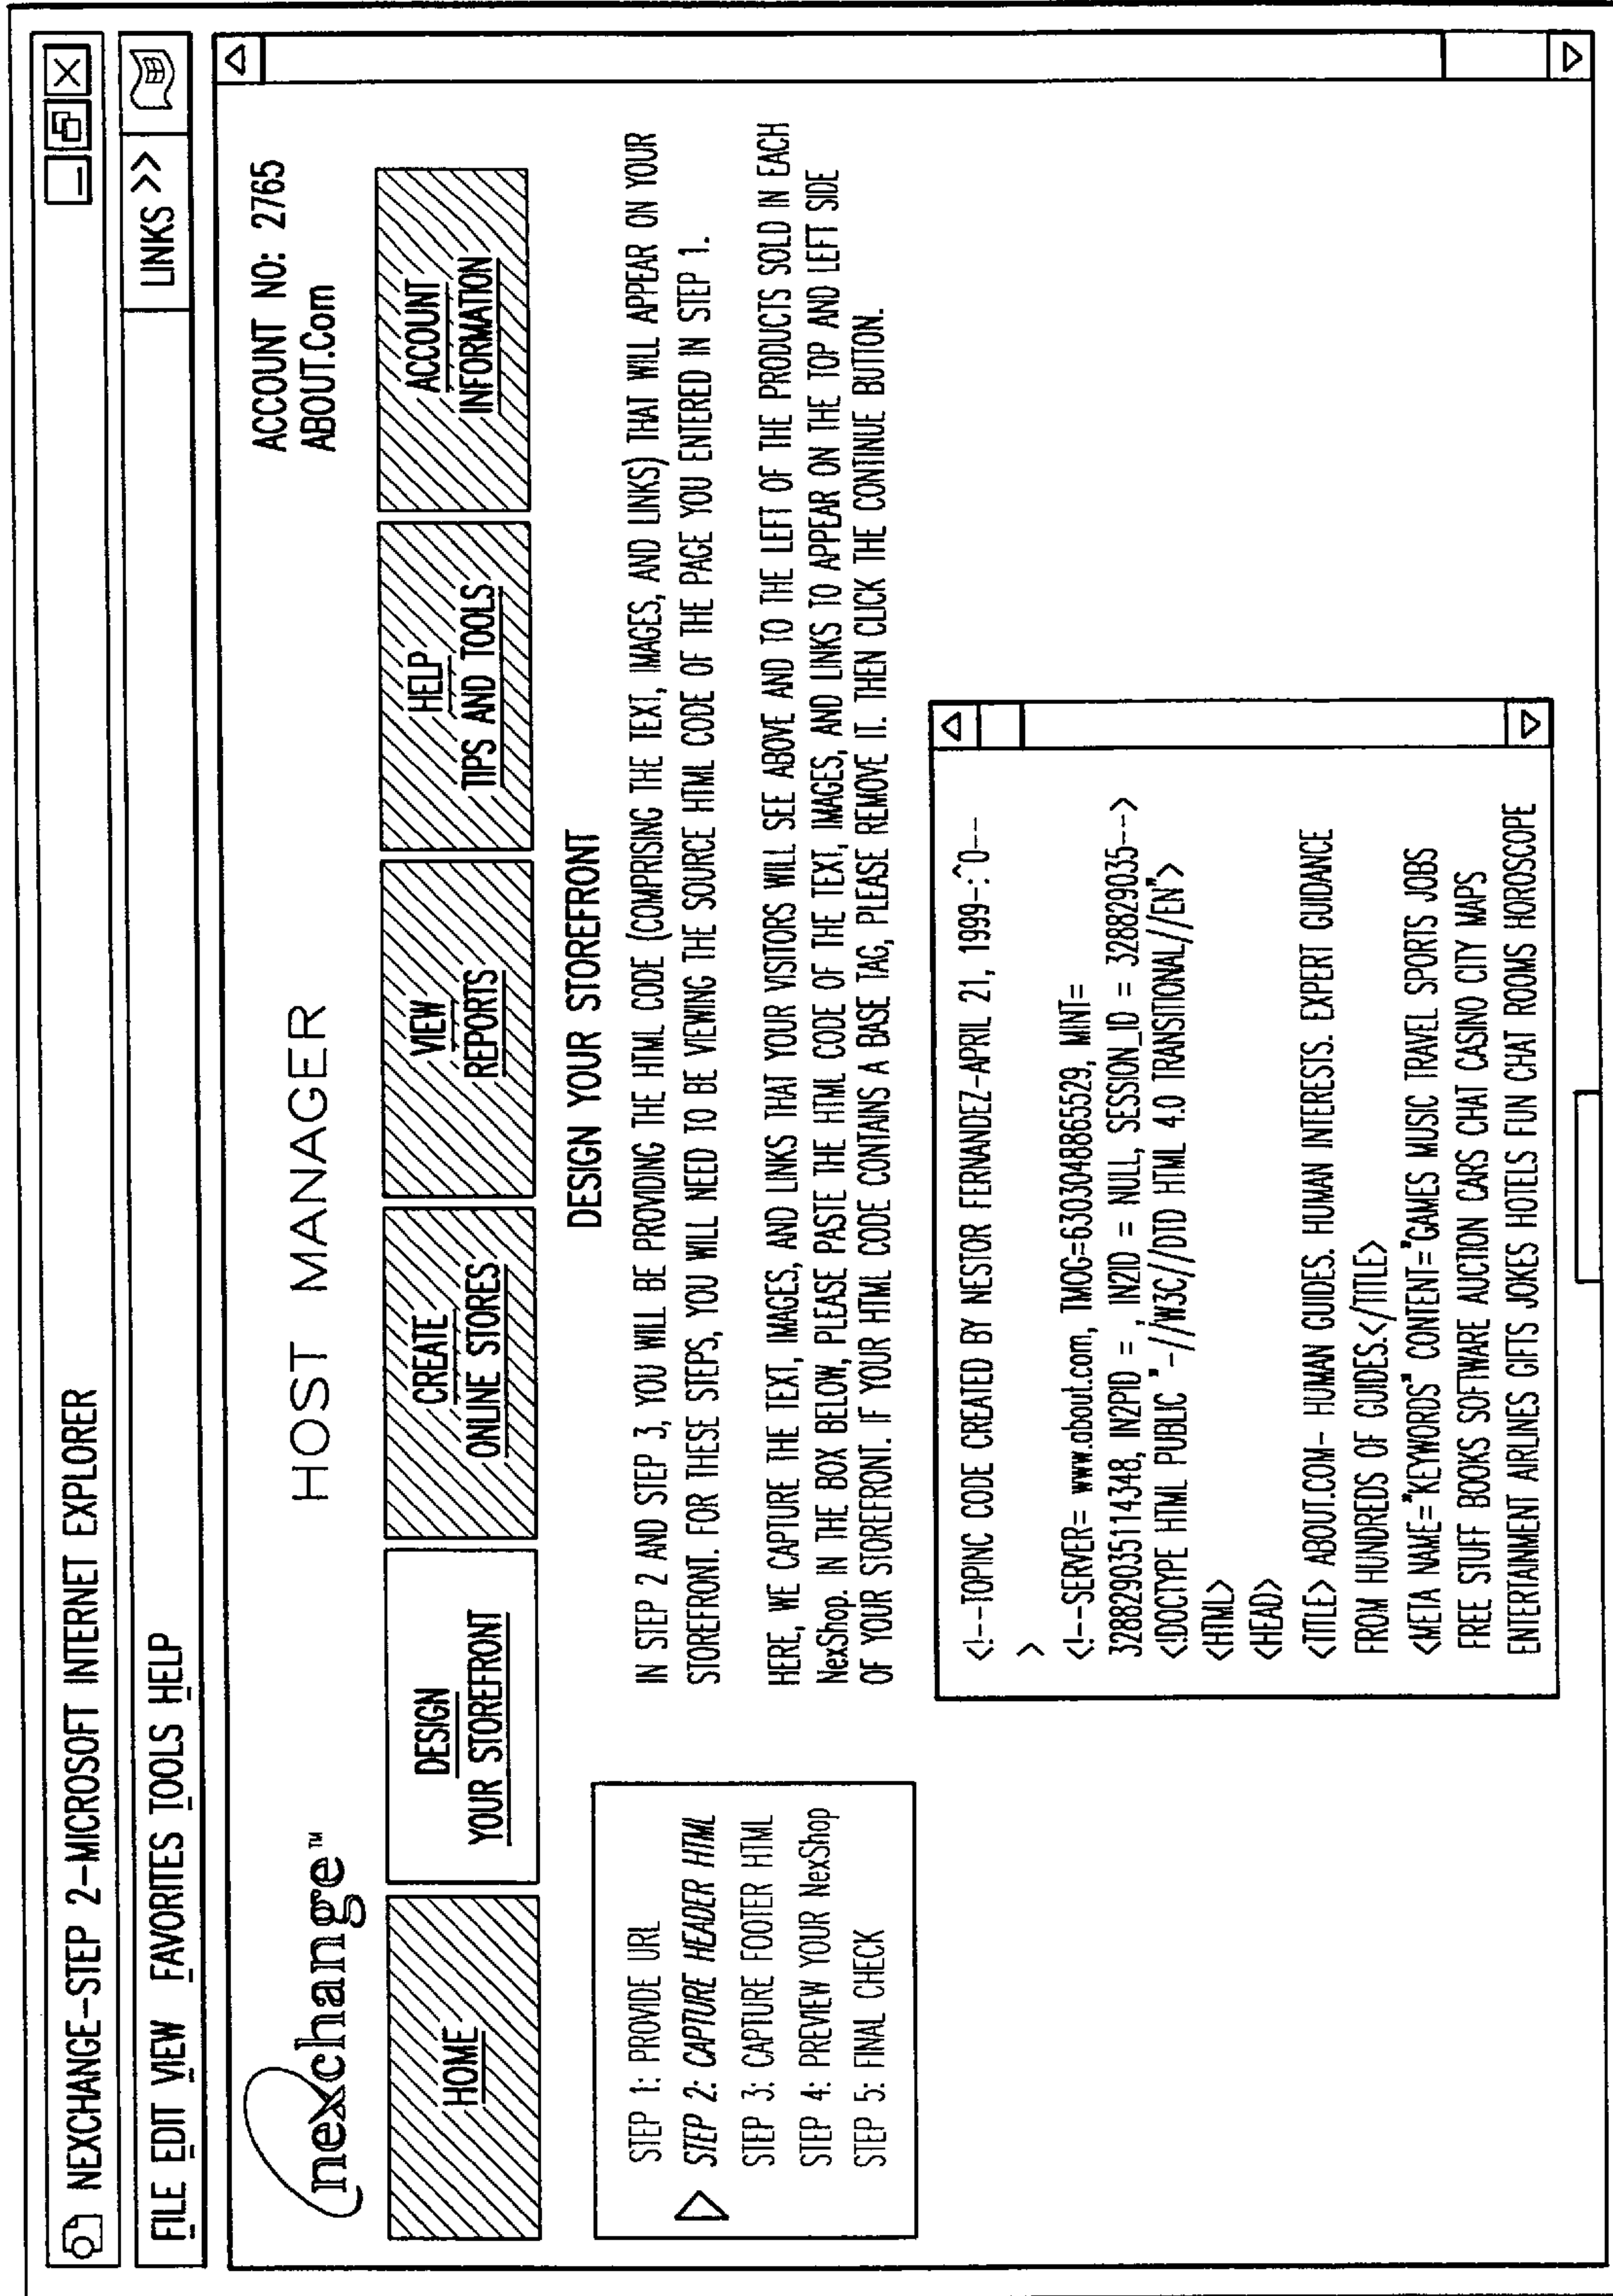 NEXCHANGE-STEP 2-MICROSOFT INTERNET EXPLORER
FILE EDIT VIEW FAVORITES TOOLS HELP
LINKS >>
nexchange™
HOST MANAGER
ACCOUNT NO: 2765
ABOUT.Com
HOME
DESIGN
YOUR STOREFRONT
CREATE
ONLINE STORES
VIEW
REPORTS
HELP
TIPS AND TOOLS
ACCOUNT
INFORMATION
STEP 1: PROVIDE URL
STEP 2: CAPTURE HEADER HTML
STEP 3: CAPTURE FOOTER HTML
STEP 4: PREVIEW YOUR NexShop
STEP 5: FINAL CHECK
DESIGN YOUR STOREFRONT
IN STEP 2 AND STEP 3, YOU WILL BE PROVIDING THE HTML CODE (COMPRISING THE TEXT, IMAGES, AND LINKS) THAT WILL APPEAR ON YOUR
STOREFRONT. FOR THESE STEPS, YOU WILL NEED TO BE VIEWING THE SOURCE HTML CODE OF THE PAGE YOU ENTERED IN STEP 1.
HERE, WE CAPTURE THE TEXT, IMAGES, AND LINKS THAT YOUR VISITORS WILL SEE ABOVE AND TO THE LEFT OF THE PRODUCTS SOLD IN EACH
NexShop. IN THE BOX BELOW, PLEASE PASTE THE HTML CODE OF THE TEXT, IMAGES, AND LINKS TO APPEAR ON THE TOP AND LEFT SIDE
OF YOUR STOREFRONT. IF YOUR HTML CODE CONTAINS A BASE TAG, PLEASE REMOVE IT. THEN CLICK THE CONTINUE BUTTON.
<!--TOPINC CODE CREATED BY NESTOR FERNANDEZ-APRIL 21, 1999-:^0--
>
<!--SERVER= www.about.com, TMOG=6303048865529, MINT=
32882903511434​8, IN2PID = , IN2ID = NULL, SESSION_ID = 328829035-->
<!DOCTYPE HTML PUBLIC "-//W3C//DTD HTML 4.0 TRANSITIONAL//EN">
<HTML>
<HEAD>
<TITLE> ABOUT.COM- HUMAN GUIDES. HUMAN INTERESTS. EXPERT GUIDANCE
FROM HUNDREDS OF GUIDES.</TITLE>
<META NAME="KEYWORDS" CONTENT="GAMES MUSIC TRAVEL SPORTS JOBS
FREE STUFF BOOKS SOFTWARE AUCTION CARS CHAT CASINO CITY MAPS
ENTERTAINMENT AIRLINES GIFTS JOKES HOTELS FUN CHAT ROOMS HOROSCOPE